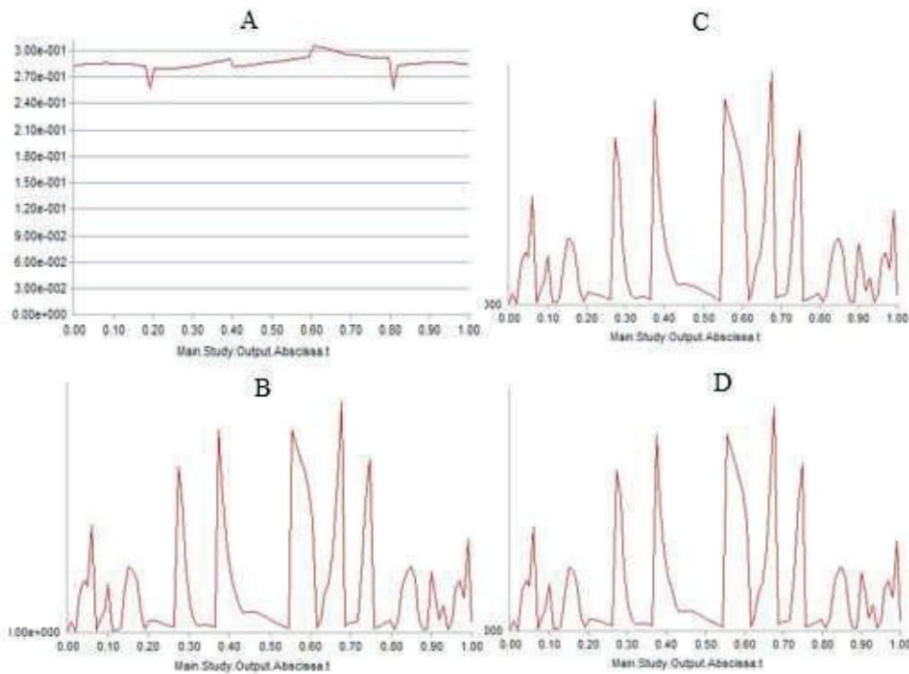 A
C
3.00e-001
2.70e-001
2.40e-001
2.10e-001
1.80e-001
1.50e-001
1.20e-001
9.00e-002
6.00e-002
3.00e-002
0.00e+000
0.00 0.10 0.20 0.30 0.40 0.50 0.60 0.70 0.80 0.90 1.00
Main.Study.Output.Abscissa.t
000
0.00 0.10 0.20 0.30 0.40 0.50 0.60 0.70 0.80 0.90 1.00
Main.Study.Output.Abscissa.t
B
D
1.00e+000
0.00 0.10 0.20 0.30 0.40 0.50 0.60 0.70 0.80 0.90 1.00
Main.Study.Output.Abscissa.t
000
0.00 0.10 0.20 0.30 0.40 0.50 0.60 0.70 0.80 0.90 1.00
Main.Study.Output.Abscissa.t